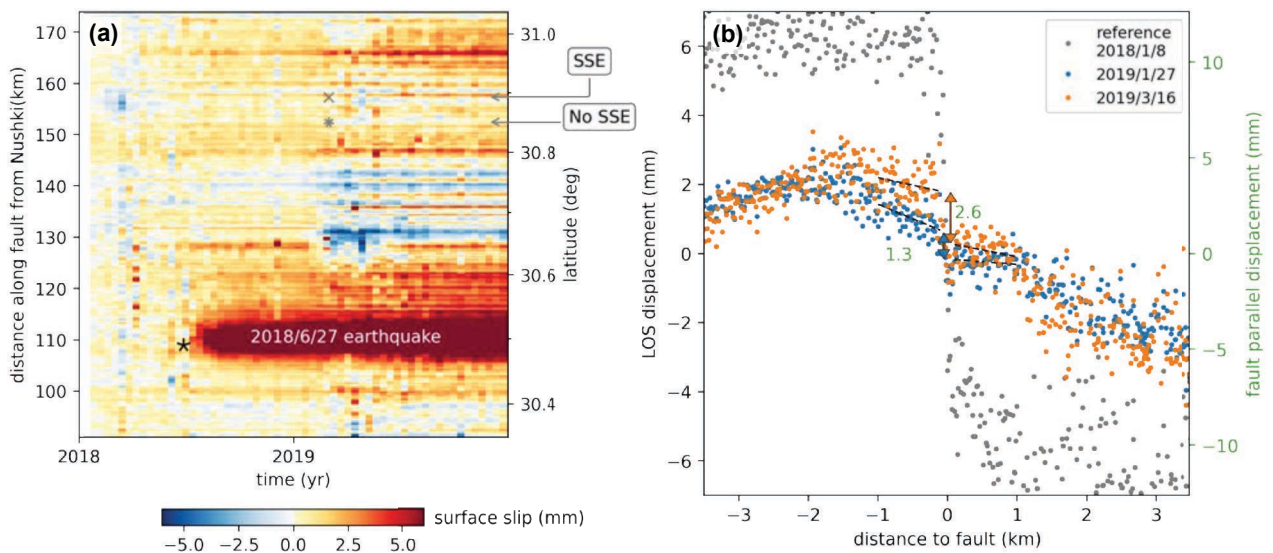 (a)
170
160
150
140
130
120
110
100
distance along fault from Nushki(km)
31.0
30.8
30.6
30.4
latitude (deg)
SSE
No SSE
2018/6/27 earthquake
2018
2019
time (yr)
−5.0 −2.5 0.0 2.5 5.0
surface slip (mm)
(b)
reference
2018/1/8
2019/1/27
2019/3/16
6
4
2
0
−2
−4
−6
LOS displacement (mm)
10
5
0
−5
−10
fault parallel displacement (mm)
2.6
1.3
−3 −2 −1 0 1 2 3
distance to fault (km)